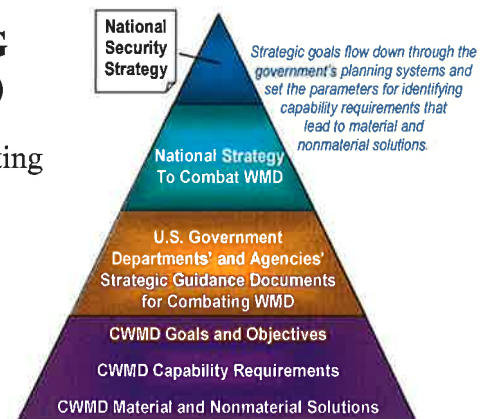 G
)
ting
National
Security
Strategy
Strategic goals flow down through the
government's planning systems and
set the parameters for identifying
capability requirements that
lead to material and
nonmaterial solutions.
National Strategy
To Combat WMD
U.S. Government
Departments' and Agencies'
Strategic Guidance Documents
for Combating WMD
CWMD Goals and Objectives
CWMD Capability Requirements
CWMD Material and Nonmaterial Solutions